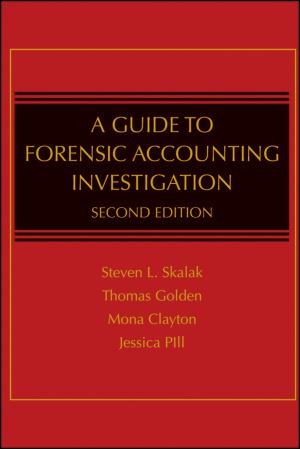 A GUIDE TO
FORENSIC ACCOUNTING
INVESTIGATION
SECOND EDITION
Steven L. Skalak
Thomas Golden
Mona Clayton
Jessica PIll